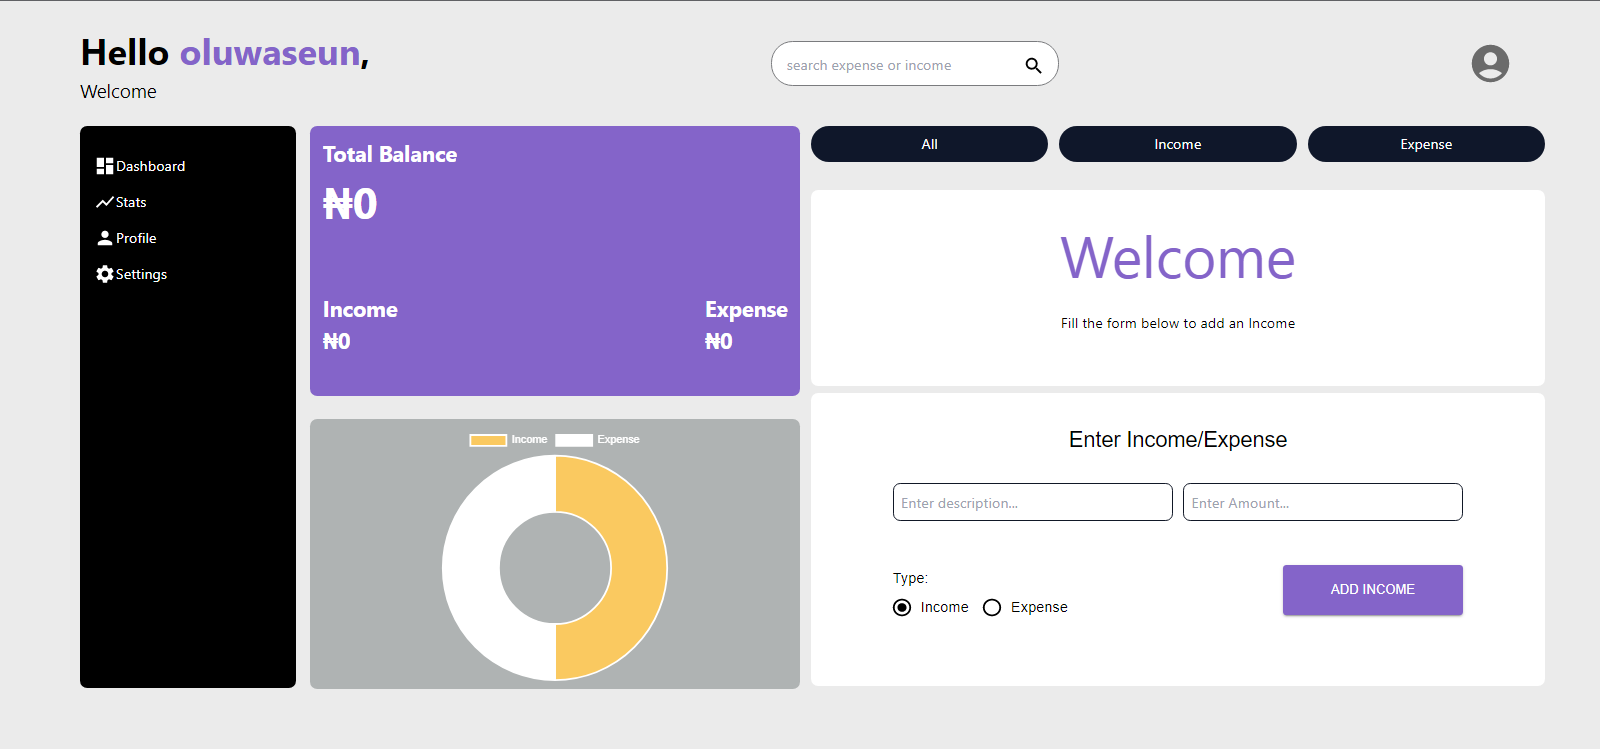 Hello oluwaseun,
Welcome
search expense or income
Dashboard
Stats
Profile
Settings
Total Balance
₦0
Income
Expense
₦0
₦0
Income Expense
All
Income
Expense
Welcome
Fill the form below to add an Income
Enter Income/Expense
Enter description...
Enter Amount...
Type:
Income
Expense
ADD INCOME